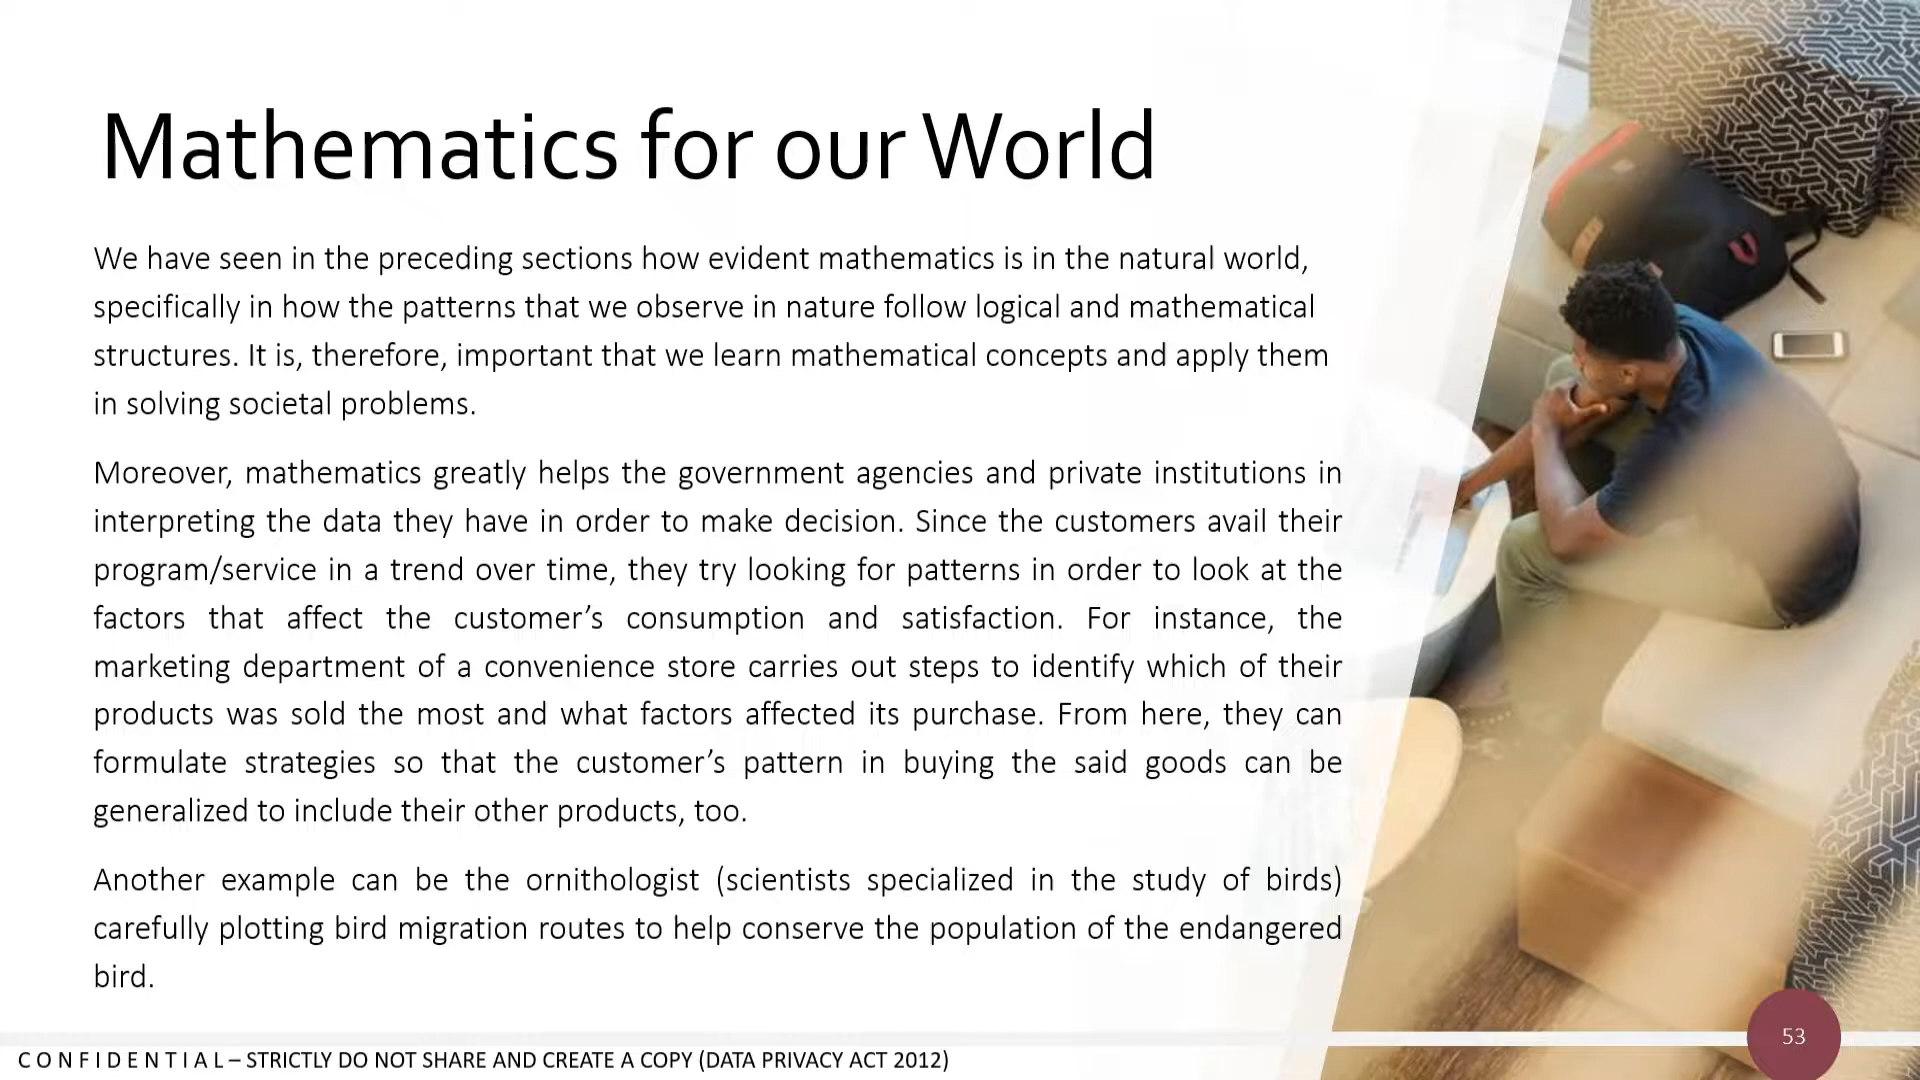 Mathematics for our World
We have seen in the preceding sections how evident mathematics is in the natural world,
specifically in how the patterns that we observe in nature follow logical and mathematical
structures. It is, therefore, important that we learn mathematical concepts and apply them
in solving societal problems.
Moreover, mathematics greatly helps the government agencies and private institutions in
interpreting the data they have in order to make decision. Since the customers avail their
program/service in a trend over time, they try looking for patterns in order to look at the
factors that affect the customer’s consumption and satisfaction. For instance, the
marketing department of a convenience store carries out steps to identify which of their
products was sold the most and what factors affected its purchase. From here, they can
formulate strategies so that the customer’s pattern in buying the said goods can be
generalized to include their other products, too.
Another example can be the ornithologist (scientists specialized in the study of birds)
carefully plotting bird migration routes to help conserve the population of the endangered
bird.
53
C O N F I D E N T I A L – STRICTLY DO NOT SHARE AND CREATE A COPY (DATA PRIVACY ACT 2012)